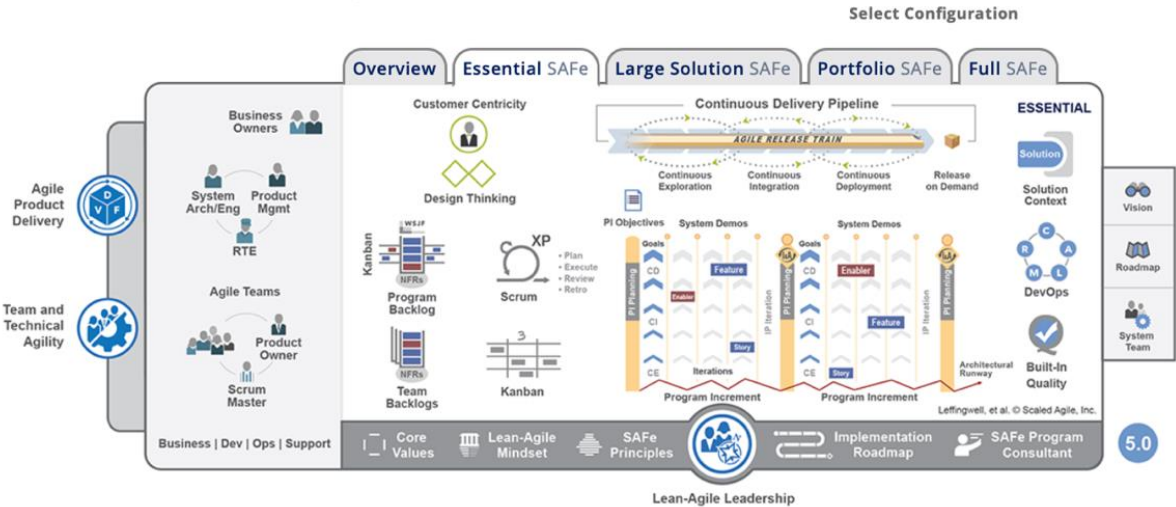 Select Configuration
Overview
Essential SAFe
Large Solution SAFe
Portfolio SAFe
Full SAFe
Agile
Product
Delivery
Team and
Technical
Agility
D
V F
Business
Owners
System
Arch/Eng
Product
Mgmt
RTE
Agile Teams
Product
Owner
Scrum
Master
Business | Dev | Ops | Support
Customer Centricity
Design Thinking
Kanban
WSJF
NFRs
Program
Backlog
XP
• Plan
• Execute
• Review
• Retro
Scrum
NFRs
Team
Backlogs
3
Kanban
Continuous Delivery Pipeline
AGILE RELEASE TRAIN
Continuous
Exploration
Continuous
Integration
Continuous
Deployment
Release
on Demand
PI Objectives
System Demos
System Demos
Goals
CD
CI
CE
PI Planning
Feature
Enabler
Story
Iterations
IP Iteration
Program Increment
I&A
PI Planning
Goals
CD
CI
CE
Enabler
Feature
Story
IP Iteration
Program Increment
I&A
PI Planning
Architectural
Runway
ESSENTIAL
Solution
Solution
Context
C
A
L
M
R
DevOps
Built-In
Quality
Leffingwell, et al. © Scaled Agile, Inc.
Vision
Roadmap
System
Team
Core
Values
Lean-Agile
Mindset
SAFe
Principles
Implementation
Roadmap
SAFe Program
Consultant
5.0
Lean-Agile Leadership